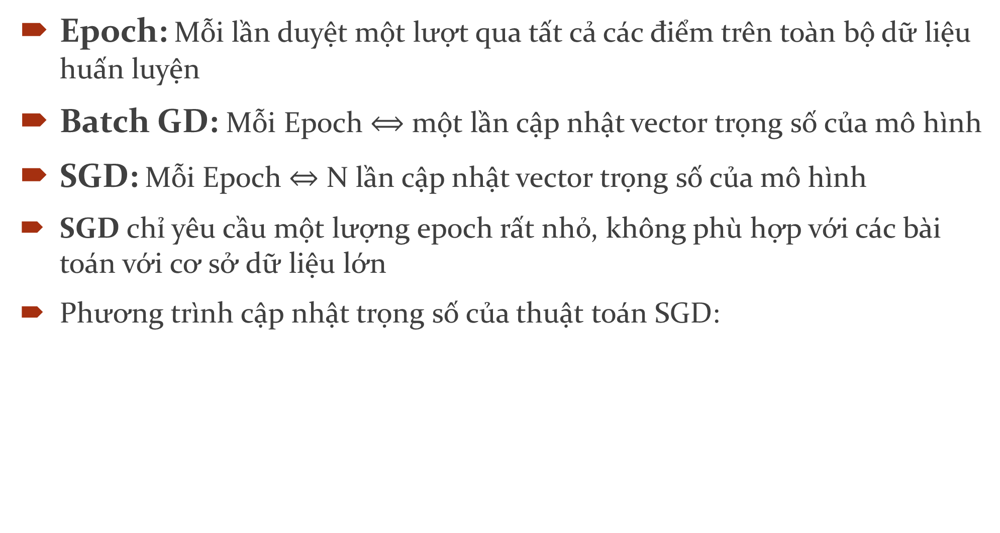 Epoch: Mỗi lần duyệt một lượt qua tất cả các điểm trên toàn bộ dữ liệu
huấn luyện
Batch GD: Mỗi Epoch ⟺ một lần cập nhật vector trọng số của mô hình
SGD: Mỗi Epoch ⟺ N lần cập nhật vector trọng số của mô hình
SGD chỉ yêu cầu một lượng epoch rất nhỏ, không phù hợp với các bài
toán với cơ sở dữ liệu lớn
Phương trình cập nhật trọng số của thuật toán SGD: